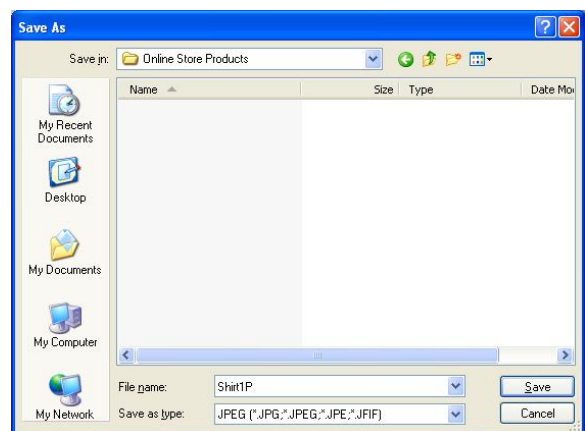 Save As
Save in: Online Store Products
Name Size Type Date Mo
My Recent
Documents
Desktop
My Documents
My Computer
My Network
File name: Shirt1P Save
Save as type: JPEG (*.JPG;*.JPEG;*.JPE;*.JFIF) Cancel